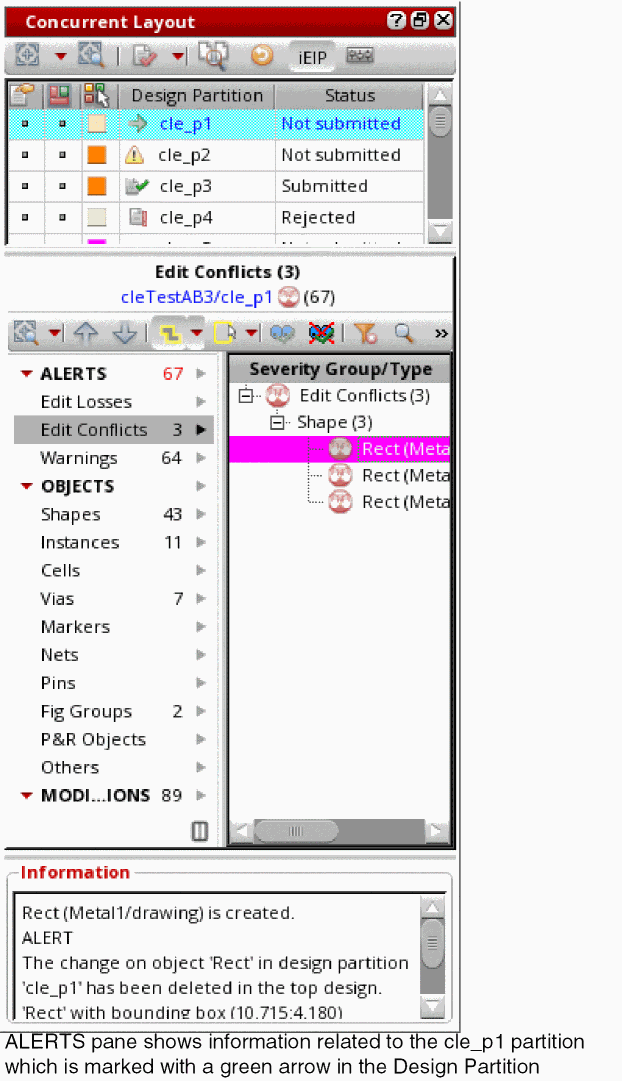 Concurrent Layout
iEIP
Design Partition Status
cle_p1 Not submitted
cle_p2 Not submitted
cle_p3 Submitted
cle_p4 Rejected
Edit Conflicts (3)
cleTestAB3/cle_p1 (67)
»
ALERTS 67
Edit Losses
Edit Conflicts 3
Warnings 64
OBJECTS
Shapes 43
Instances 11
Cells
Vias 7
Markers
Nets
Pins
Fig Groups 2
P&R Objects
Others
MODI...IONS 89
Severity Group/Type
Edit Conflicts (3)
Shape (3)
Rect (Meta
Rect (Meta
Rect (Meta
Information
Rect (Metal1/drawing) is created.
ALERT
The change on object 'Rect' in design partition
'cle_p1' has been deleted in the top design.
'Rect' with bounding box (10.715:4.180)
ALERTS pane shows information related to the cle_p1 partition
which is marked with a green arrow in the Design Partition